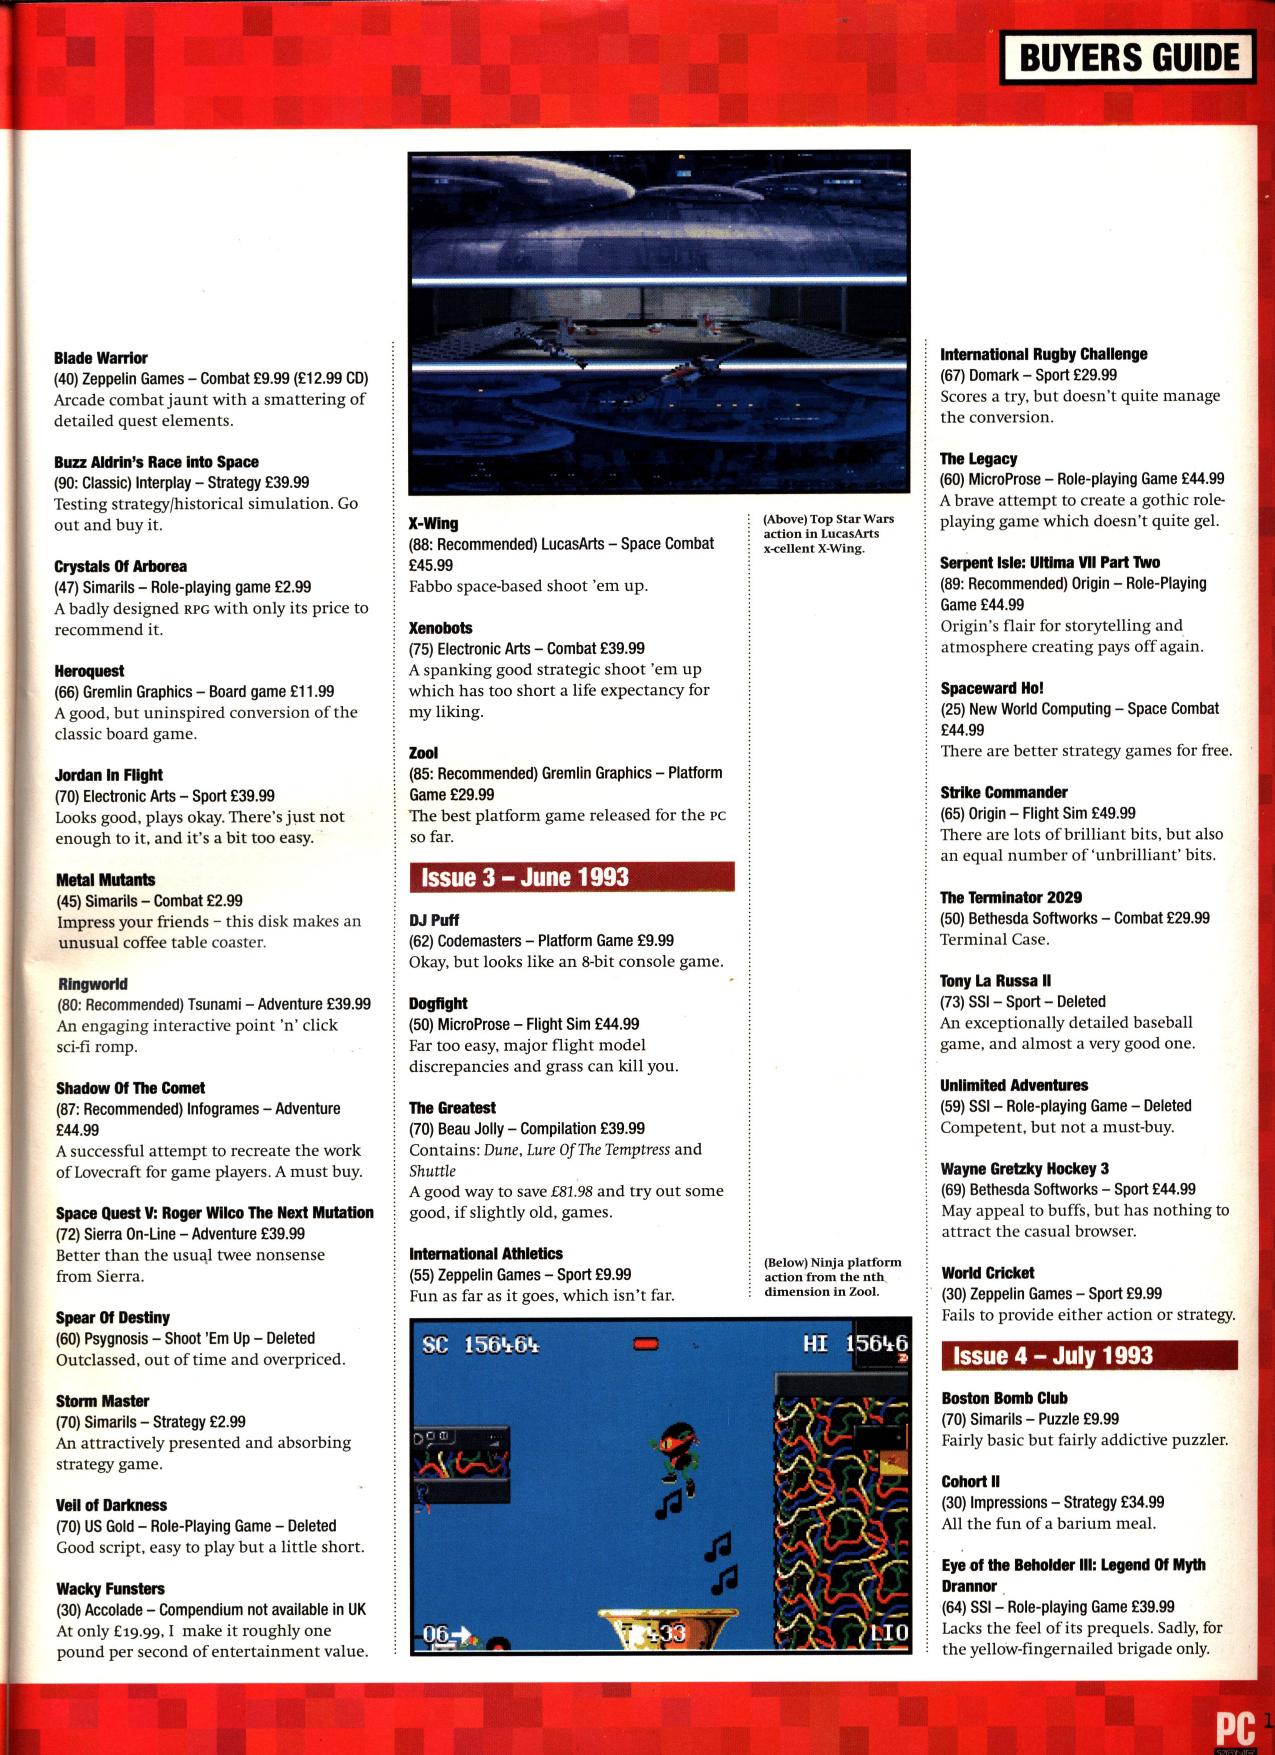 BUYERS GUIDE
Blade Warrior
(40) Zeppelin Games – Combat £9.99 (£12.99 CD)
Arcade combat jaunt with a smattering of
detailed quest elements.
Buzz Aldrin's Race into Space
(90: Classic) Interplay – Strategy £39.99
Testing strategy/historical simulation. Go
out and buy it.
Crystals Of Arborea
(47) Simarils – Role-playing game £2.99
A badly designed RPG with only its price to
recommend it.
Heroquest
(66) Gremlin Graphics – Board game £11.99
A good, but uninspired conversion of the
classic board game.
Jordan In Flight
(70) Electronic Arts – Sport £39.99
Looks good, plays okay. There's just not
enough to it, and it's a bit too easy.
Metal Mutants
(45) Simarils – Combat £2.99
Impress your friends – this disk makes an
unusual coffee table coaster.
Ringworld
(80: Recommended) Tsunami – Adventure £39.99
An engaging interactive point 'n' click
sci-fi romp.
Shadow Of The Comet
(87: Recommended) Infogrames – Adventure
£44.99
A successful attempt to recreate the work
of Lovecraft for game players. A must buy.
Space Quest V: Roger Wilco The Next Mutation
(72) Sierra On-Line – Adventure £39.99
Better than the usual twee nonsense
from Sierra.
Spear Of Destiny
(60) Psygnosis – Shoot 'Em Up – Deleted
Outclassed, out of time and overpriced.
Storm Master
(70) Simarils – Strategy £2.99
An attractively presented and absorbing
strategy game.
Veil of Darkness
(70) US Gold – Role-Playing Game – Deleted
Good script, easy to play but a little short.
Wacky Funsters
(30) Accolade – Compendium not available in UK
At only £19.99, I make it roughly one
pound per second of entertainment value.
X-Wing
(88: Recommended) LucasArts – Space Combat
£45.99
Fabbo space-based shoot 'em up.
Xenobots
(75) Electronic Arts – Combat £39.99
A spanking good strategic shoot 'em up
which has too short a life expectancy for
my liking.
Zool
(85: Recommended) Gremlin Graphics – Platform
Game £29.99
The best platform game released for the PC
so far.
Issue 3 – June 1993
DJ Puff
(62) Codemasters – Platform Game £9.99
Okay, but looks like an 8-bit console game.
Dogfight
(50) MicroProse – Flight Sim £44.99
Far too easy, major flight model
discrepancies and grass can kill you.
The Greatest
(70) Beau Jolly – Compilation £39.99
Contains: Dune, Lure Of The Temptress and
Shuttle
A good way to save £81.98 and try out some
good, if slightly old, games.
International Athletics
(55) Zeppelin Games – Sport £9.99
Fun as far as it goes, which isn't far.
(Above) Top Star Wars
action in LucasArts
x-cellent X-Wing.
(Below) Ninja platform
action from the nth
dimension in Zool.
SC 156464
HI 15646
06
433
LI0
International Rugby Challenge
(67) Domark – Sport £29.99
Scores a try, but doesn't quite manage
the conversion.
The Legacy
(60) MicroProse – Role-playing Game £44.99
A brave attempt to create a gothic role-
playing game which doesn't quite gel.
Serpent Isle: Ultima VII Part Two
(89: Recommended) Origin – Role-Playing
Game £44.99
Origin's flair for storytelling and
atmosphere creating pays off again.
Spaceward Ho!
(25) New World Computing – Space Combat
£44.99
There are better strategy games for free.
Strike Commander
(65) Origin – Flight Sim £49.99
There are lots of brilliant bits, but also
an equal number of 'unbrilliant' bits.
The Terminator 2029
(50) Bethesda Softworks – Combat £29.99
Terminal Case.
Tony La Russa II
(73) SSI – Sport – Deleted
An exceptionally detailed baseball
game, and almost a very good one.
Unlimited Adventures
(59) SSI – Role-playing Game – Deleted
Competent, but not a must-buy.
Wayne Gretzky Hockey 3
(69) Bethesda Softworks – Sport £44.99
May appeal to buffs, but has nothing to
attract the casual browser.
World Cricket
(30) Zeppelin Games – Sport £9.99
Fails to provide either action or strategy.
Issue 4 – July 1993
Boston Bomb Club
(70) Simarils – Puzzle £9.99
Fairly basic but fairly addictive puzzler.
Cohort II
(30) Impressions – Strategy £34.99
All the fun of a barium meal.
Eye of the Beholder III: Legend Of Myth
Drannor
(64) SSI – Role-playing Game £39.99
Lacks the feel of its prequels. Sadly, for
the yellow-fingernailed brigade only.
PC